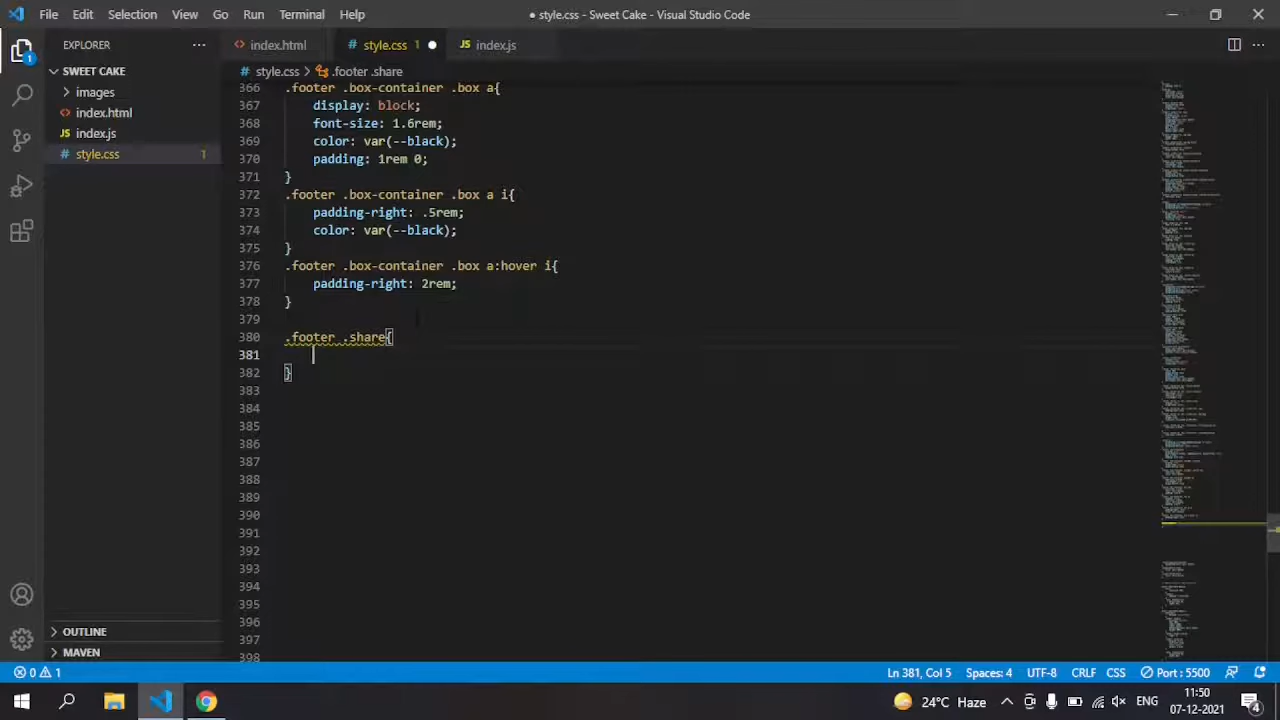 File Edit Selection View Go Run Terminal Help
● style.css - Sweet Cake - Visual Studio Code
EXPLORER ···
index.html
# style.css 1 ●
JS index.js
SWEET CAKE
images
index.html
JS index.js
# style.css 1
OUTLINE
MAVEN
1
# style.css > .footer .share
366 .footer .box-container .box a{
367 display: block;
368 font-size: 1.6rem;
369 color: var(--black);
370 padding: 1rem 0;
371 }
372 .footer .box-container .box i{
373 padding-right: .5rem;
374 color: var(--black);
375 }
376 .footer .box-container .box a:hover i{
377 padding-right: 2rem;
378 }
379
380 .footer .share{
381
382 }
383
384
385
386
387
388
389
390
391
392
393
394
395
396
397
398
0 1
Ln 381, Col 5 Spaces: 4 UTF-8 CRLF CSS Port : 5500
24°C Haze
ENG
11:50
07-12-2021
4